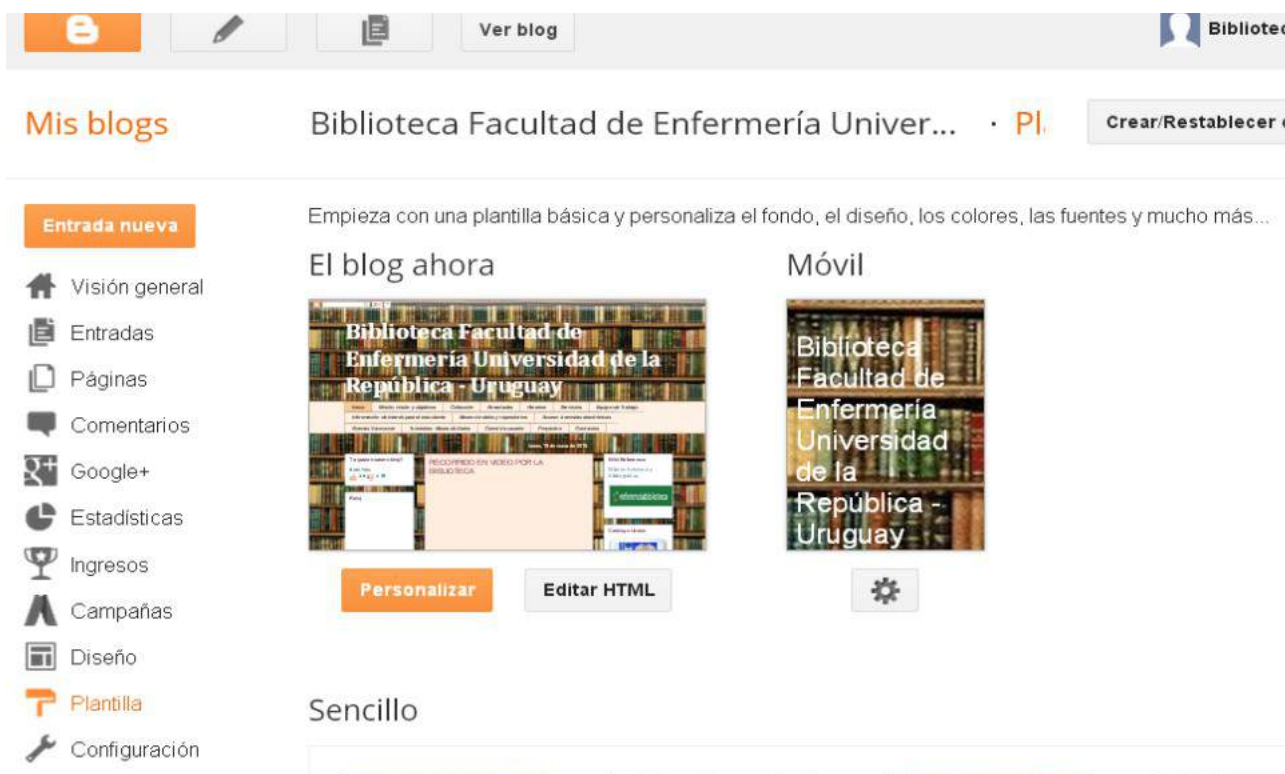 Ver blog
Mis blogs
Biblioteca Facultad de Enfermería Univer... · Pl
Crear/Restablecer
Entrada nueva
Visión general
Entradas
Páginas
Comentarios
Google+
Estadísticas
Ingresos
Campañas
Diseño
Plantilla
Configuración
Empieza con una plantilla básica y personaliza el fondo, el diseño, los colores, las fuentes y mucho más...
El blog ahora
Biblioteca Facultad de
Enfermería Universidad de la
República - Uruguay
RECORRIDO EN VIDEO POR LA
BIBLIOTECA
Personalizar
Editar HTML
Móvil
Biblioteca
Facultad de
Enfermería
Universidad
de la
República -
Uruguay
Sencillo